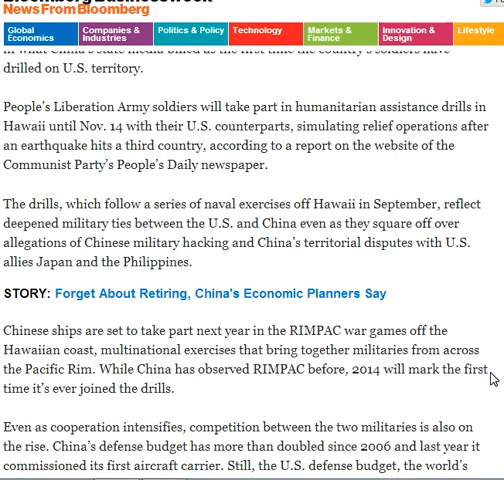 Bloomberg Businessweek
News From Bloomberg
Global Economics
Companies & Industries
Politics & Policy
Technology
Markets & Finance
Innovation & Design
Lifestyle
in what China's state media billed as the first time the country's soldiers have
drilled on U.S. territory.
People's Liberation Army soldiers will take part in humanitarian assistance drills in
Hawaii until Nov. 14 with their U.S. counterparts, simulating relief operations after
an earthquake hits a third country, according to a report on the website of the
Communist Party's People's Daily newspaper.
The drills, which follow a series of naval exercises off Hawaii in September, reflect
deepened military ties between the U.S. and China even as they square off over
allegations of Chinese military hacking and China's territorial disputes with U.S.
allies Japan and the Philippines.
STORY: Forget About Retiring, China's Economic Planners Say
Chinese ships are set to take part next year in the RIMPAC war games off the
Hawaiian coast, multinational exercises that bring together militaries from across
the Pacific Rim. While China has observed RIMPAC before, 2014 will mark the first
time it's ever joined the drills.
Even as cooperation intensifies, competition between the two militaries is also on
the rise. China's defense budget has more than doubled since 2006 and last year it
commissioned its first aircraft carrier. Still, the U.S. defense budget, the world's